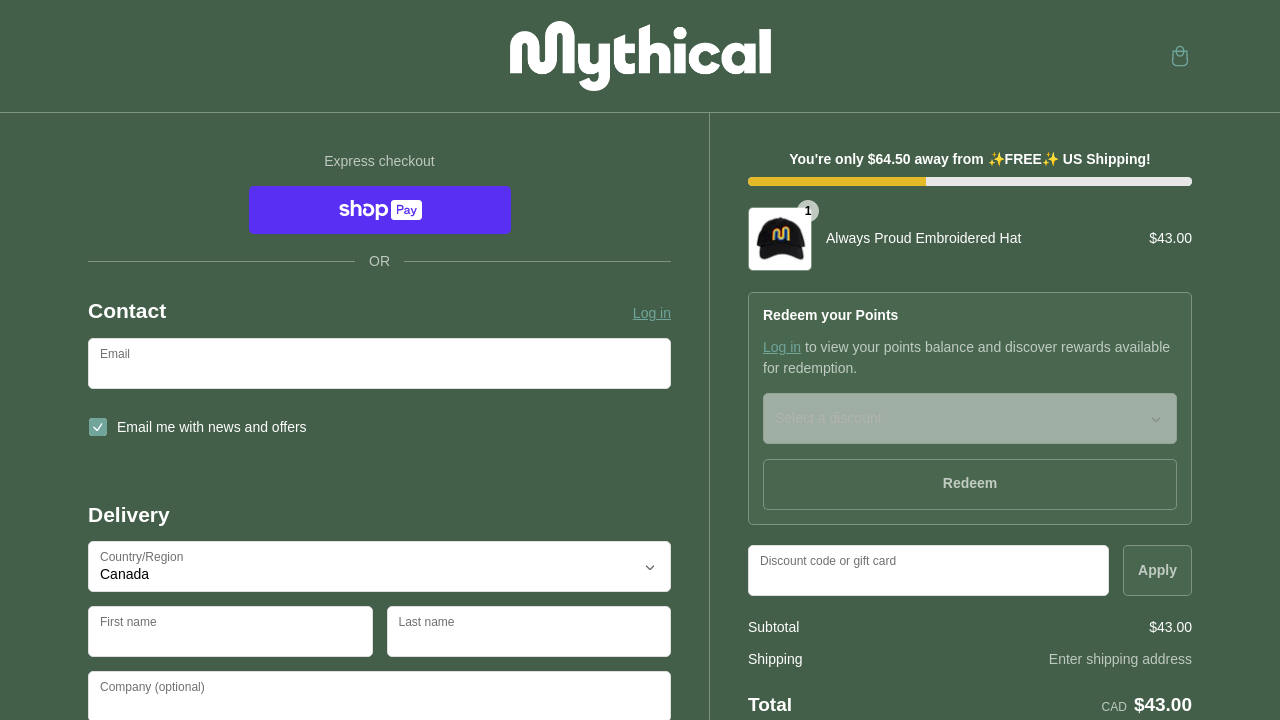 Mythical
Express checkout
shop Pay
OR
Contact
Log in
Email
Email me with news and offers
Delivery
Country/Region
Canada
First name
Last name
Company (optional)
You're only $64.50 away from ✨FREE✨ US Shipping!
1
Always Proud Embroidered Hat
$43.00
Redeem your Points
Log in to view your points balance and discover rewards available
for redemption.
Select a discount
Redeem
Discount code or gift card
Apply
Subtotal
$43.00
Shipping
Enter shipping address
Total
CAD $43.00